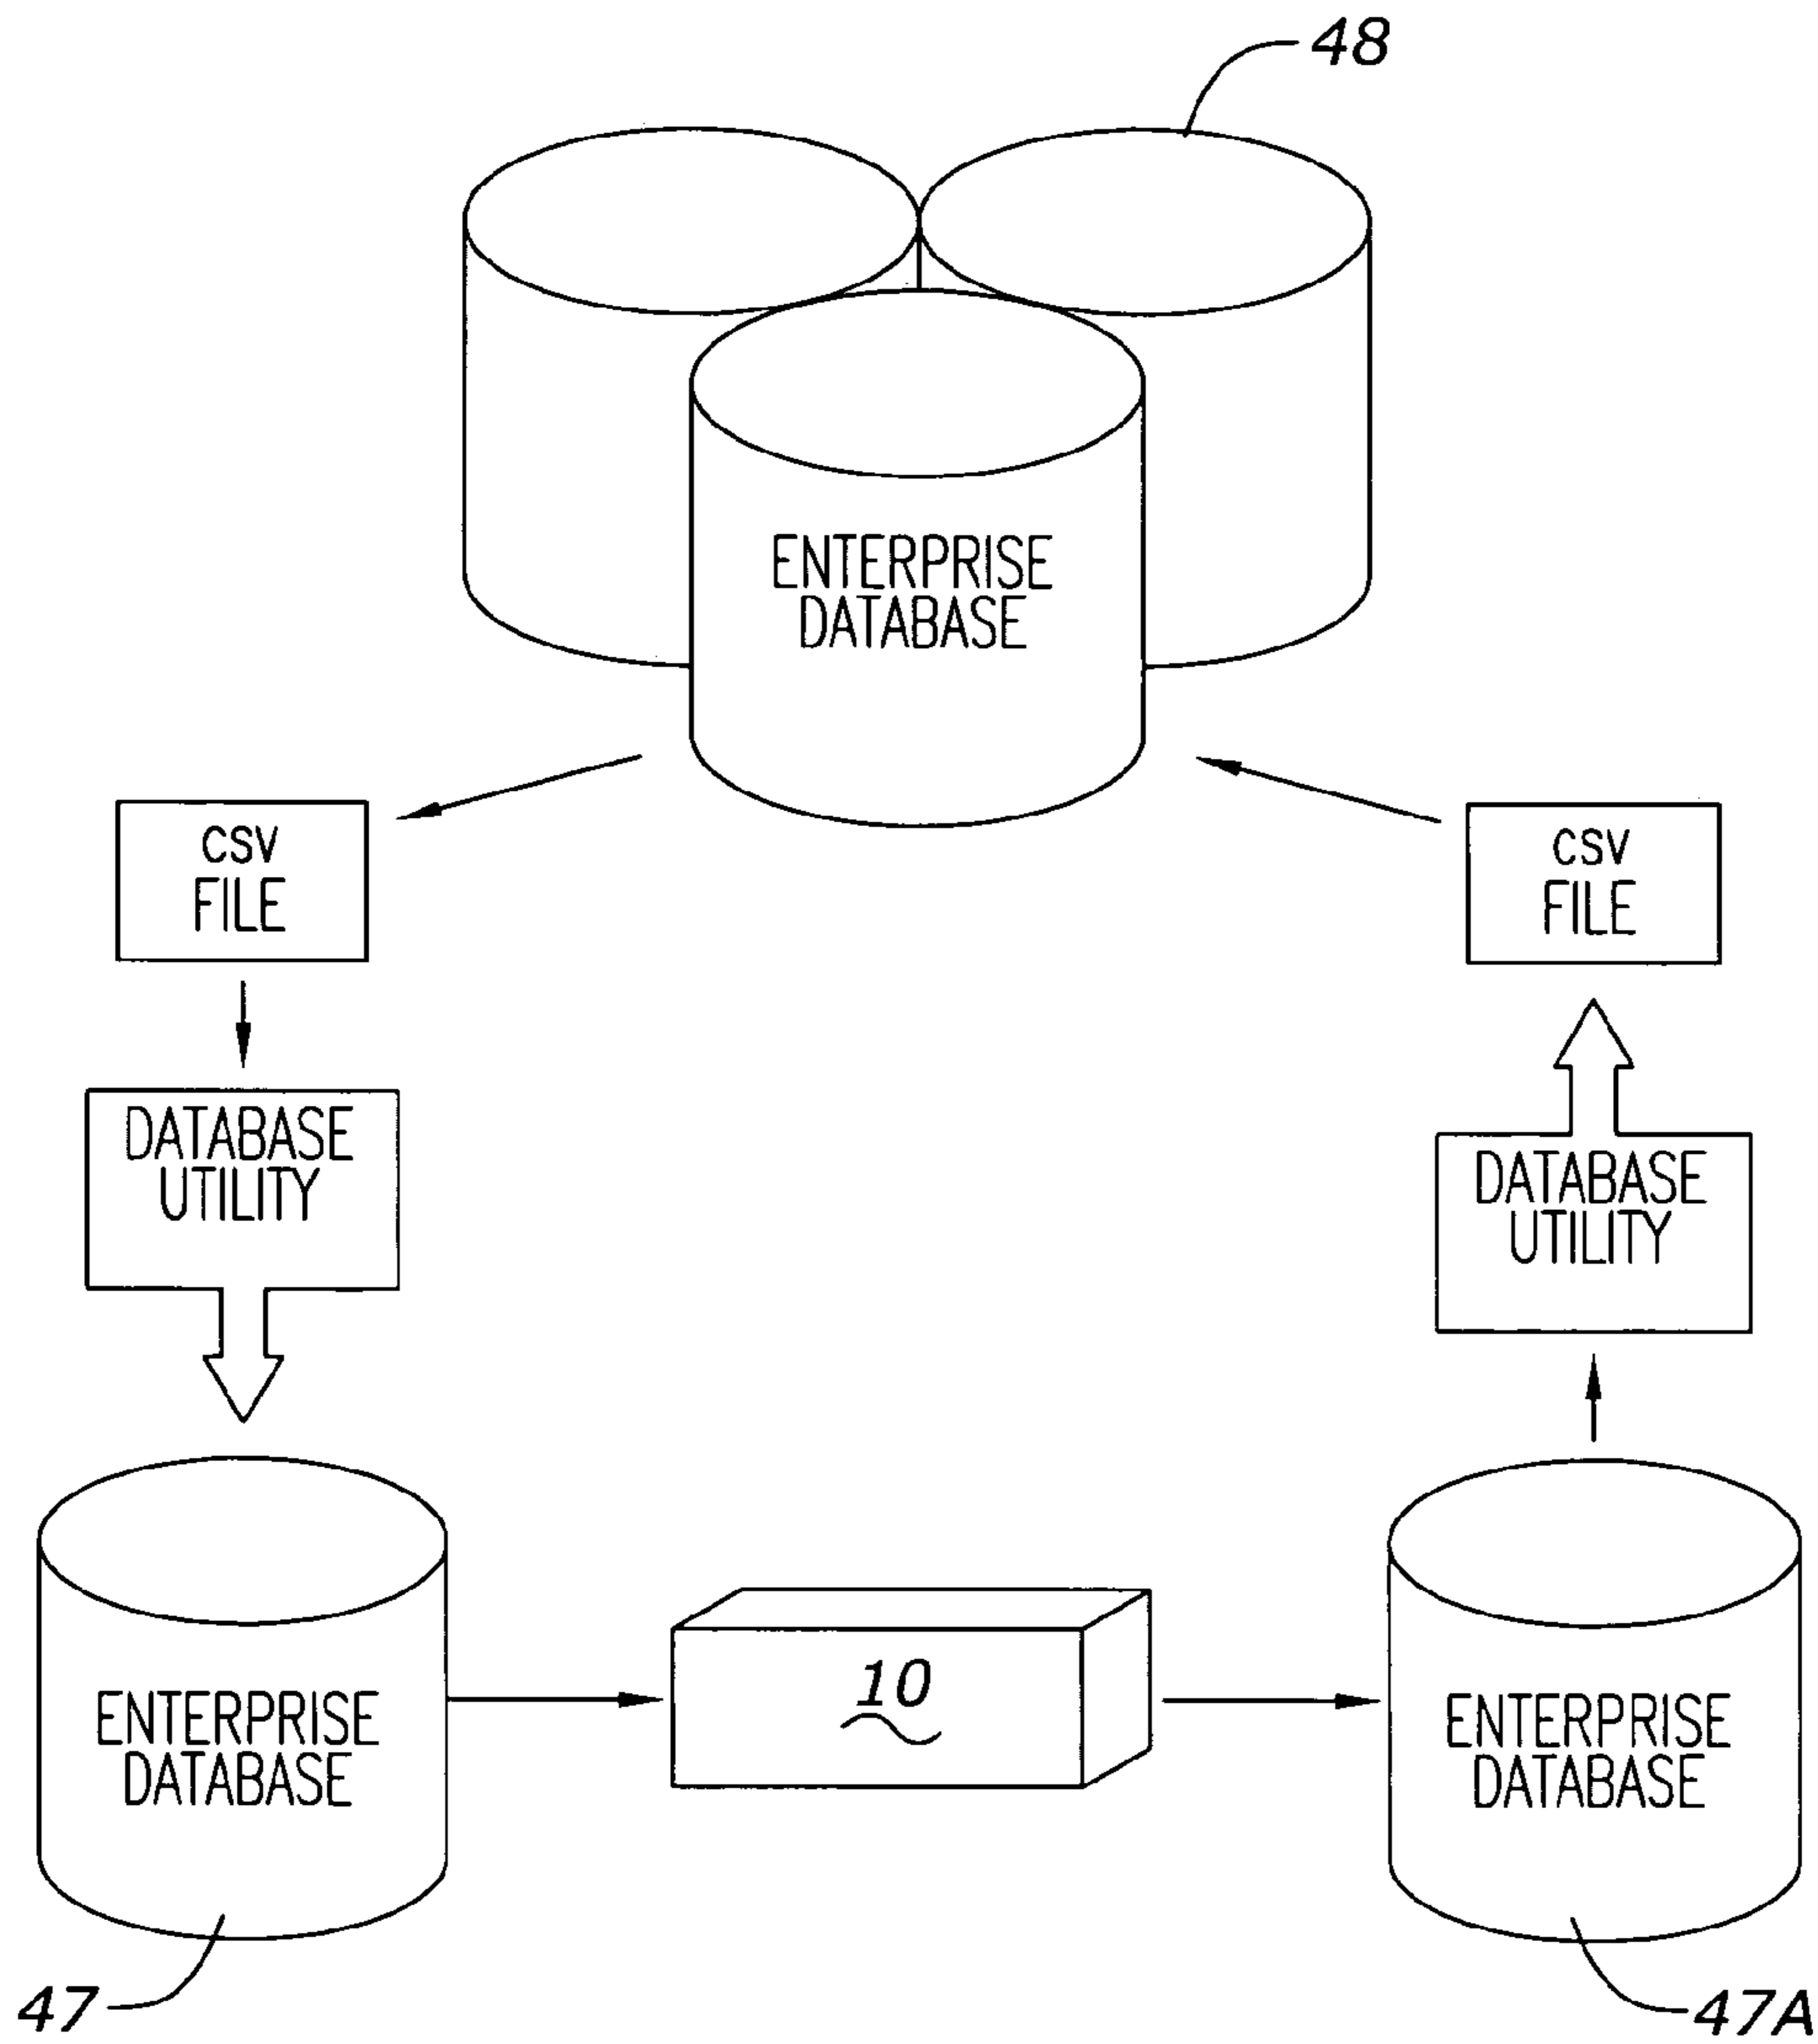 48
ENTERPRISE
DATABASE
CSV
FILE
CSV
FILE
DATABASE
UTILITY
DATABASE
UTILITY
ENTERPRISE
DATABASE
10
ENTERPRISE
DATABASE
47
47A